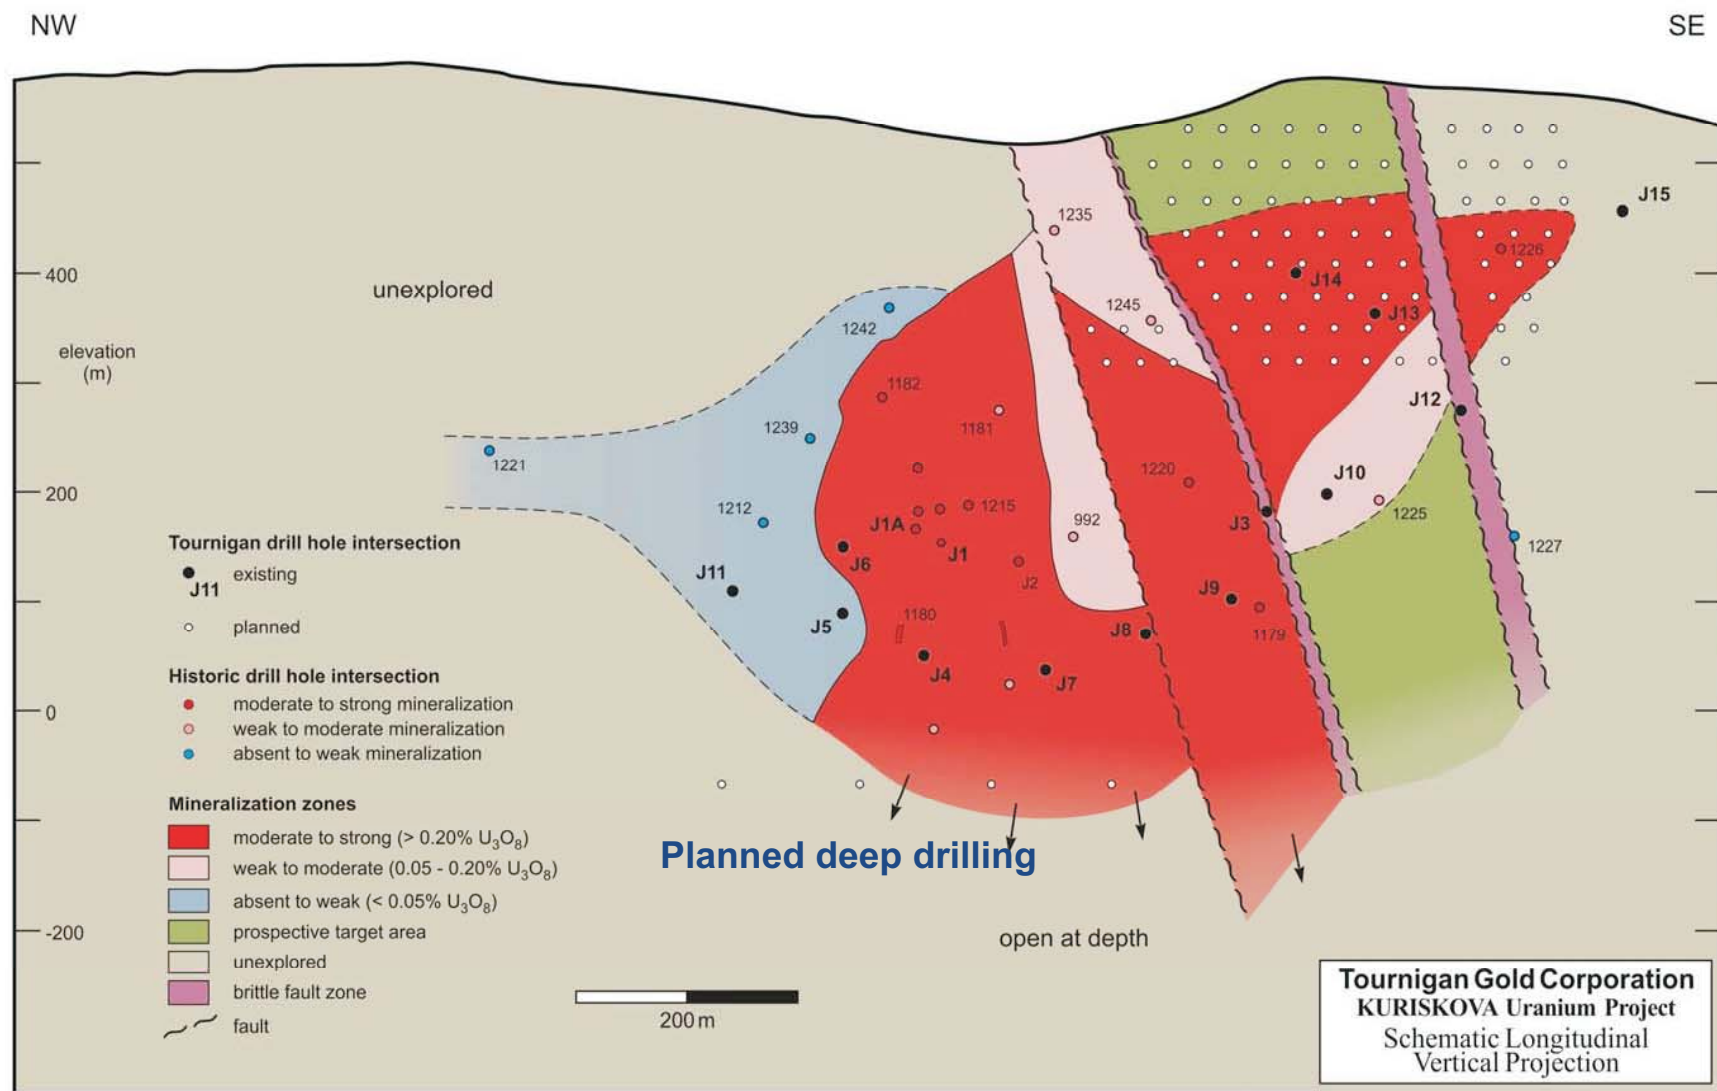 NW
SE
J15
1235
1226
400
unexplored
J14
1245
J13
1242
elevation
(m)
1182
J12
1239
1181
1221
1220
J10
200
1212
J1A
1215
992
J3
1225
Tournigan drill hole intersection
J6
J1
1227
existing
J11
J11
J2
J9
planned
J5
1180
J8
1179
Historic drill hole intersection
J4
J7
moderate to strong mineralization
0
weak to moderate mineralization
absent to weak mineralization
Mineralization zones
moderate to strong (> 0.20% U₃O₈)
Planned deep drilling
weak to moderate (0.05 - 0.20% U₃O₈)
absent to weak (< 0.05% U₃O₈)
prospective target area
-200
open at depth
unexplored
brittle fault zone
fault
200 m
Tournigan Gold Corporation
KURISKOVA Uranium Project
Schematic Longitudinal
Vertical Projection